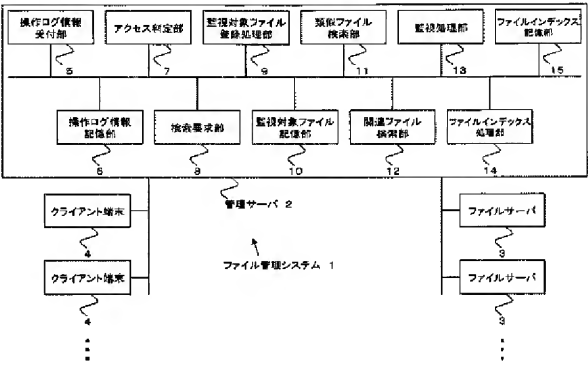 操作ログ情報
受付部
アクセス判定部
監視対象ファイル
登録処理部
類似ファイル
検索部
監視処理部
ファイルインデックス
記憶部
6
7
9
11
13
15
操作ログ情報
記憶部
検索要求部
監視対象ファイル
記憶部
関連ファイル
検索部
ファイルインデックス
処理部
5
8
10
12
14
管理サーバ 2
クライアント端末
ファイルサーバ
4
3
ファイル管理システム 1
クライアント端末
ファイルサーバ
4
3